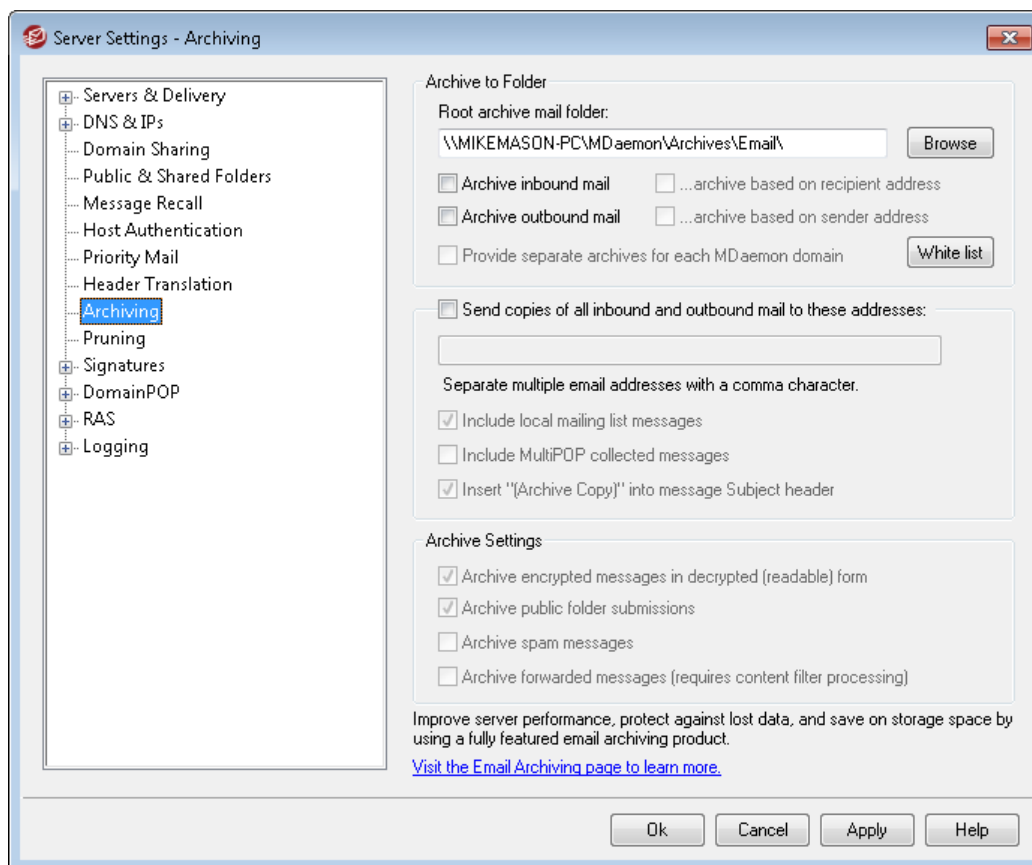 Server Settings - Archiving
Servers & Delivery
DNS & IPs
Domain Sharing
Public & Shared Folders
Message Recall
Host Authentication
Priority Mail
Header Translation
Archiving
Pruning
Signatures
DomainPOP
RAS
Logging
Archive to Folder
Root archive mail folder:
\\MIKEMASON-PC\MDaemon\Archives\Email\ Browse
Archive inbound mail ...archive based on recipient address
Archive outbound mail ...archive based on sender address
Provide separate archives for each MDaemon domain White list
Send copies of all inbound and outbound mail to these addresses:
Separate multiple email addresses with a comma character.
Include local mailing list messages
Include MultiPOP collected messages
Insert "(Archive Copy)" into message Subject header
Archive Settings
Archive encrypted messages in decrypted (readable) form
Archive public folder submissions
Archive spam messages
Archive forwarded messages (requires content filter processing)
Improve server performance, protect against lost data, and save on storage space by
using a fully featured email archiving product.
Visit the Email Archiving page to learn more.
Ok Cancel Apply Help